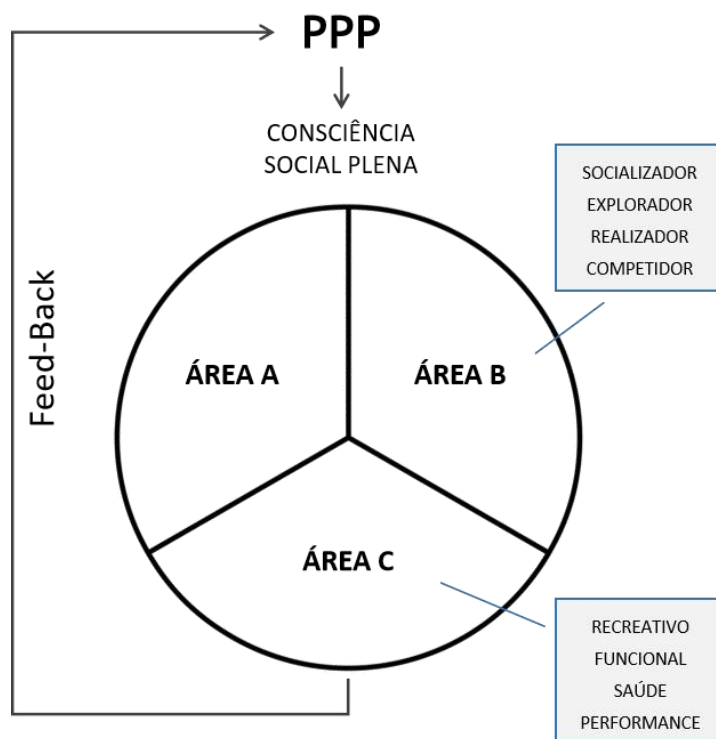 PPP
CONSCIÊNCIA
SOCIAL PLENA
SOCIALIZADOR
EXPLORADOR
REALIZADOR
COMPETIDOR
Feed-Back
ÁREA A
ÁREA B
ÁREA C
RECREATIVO
FUNCIONAL
SAÚDE
PERFORMANCE